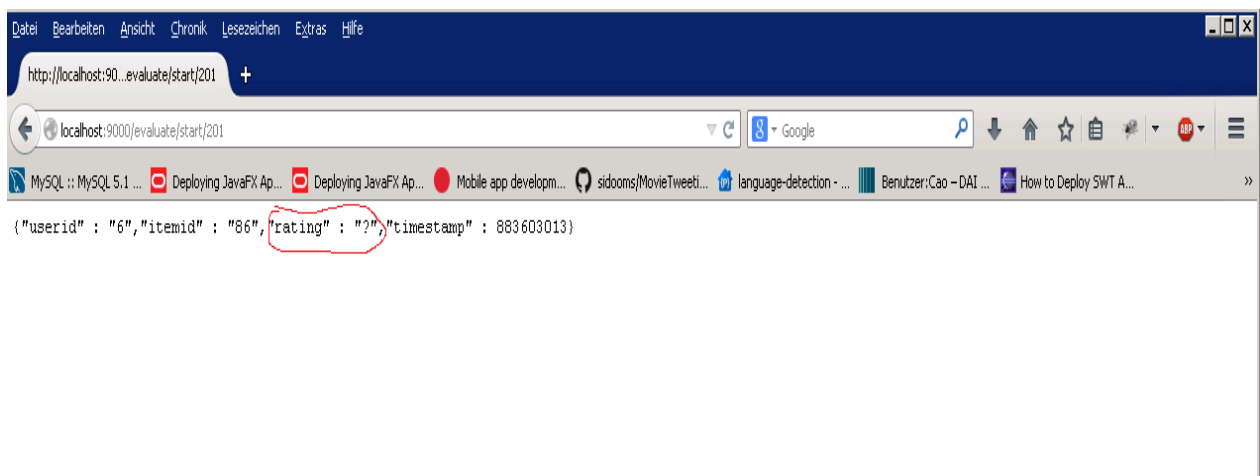 Datei Bearbeiten Ansicht Chronik Lesezeichen Extras Hilfe
http://localhost:90...evaluate/start/201 +
localhost:9000/evaluate/start/201 8 Google ABP
MySQL :: MySQL 5.1 ... Deploying JavaFX Ap... Deploying JavaFX Ap... Mobile app developm... sidooms/MovieTweeti... language-detection - ... Benutzer:Cao – DAI ... How to Deploy SWT A... »
{"userid" : "6","itemid" : "86","rating" : "?","timestamp" : 883603013}